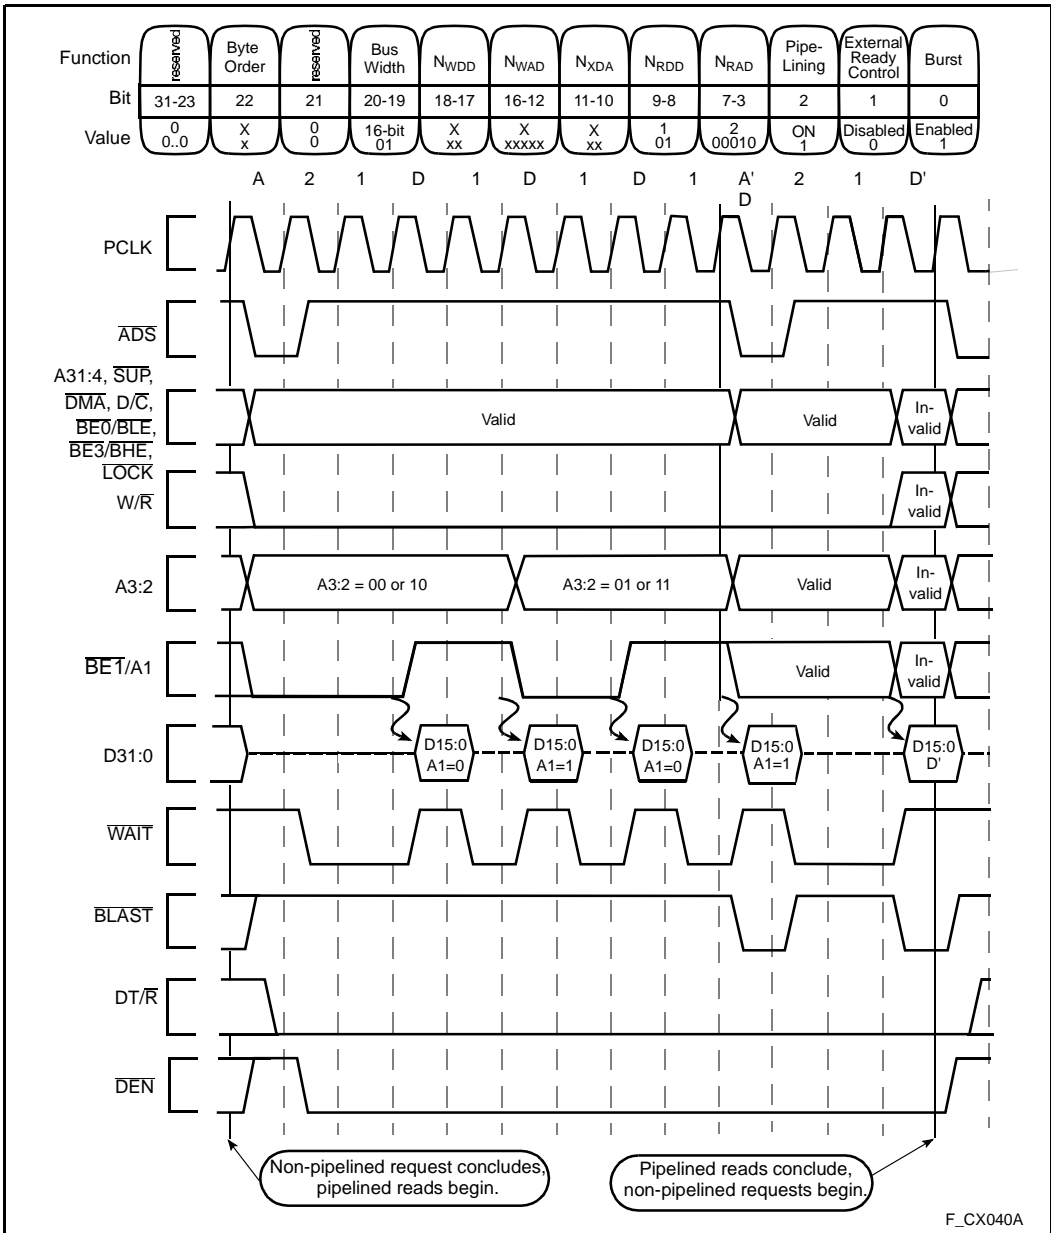 Function reserved Byte Order reserved Bus Width NWDD NWAD NXDA NRDD NRAD Pipe-Lining External Ready Control Burst
Bit 31-23 22 21 20-19 18-17 16-12 11-10 9-8 7-3 2 1 0
Value 0 X 0 16-bit X X X 1 2 ON Disabled Enabled
0..0 x 0 01 xx xxxxx xx 01 00010 1 0 1
A 2 1 D 1 D 1 D 1 A' 2 1 D'
D
PCLK
ADS
A31:4, SUP,
DMA, D/C,
BE0/BLE,
BE3/BHE,
LOCK
Valid Valid In-valid
W/R
In-valid
A3:2
A3:2 = 00 or 10 A3:2 = 01 or 11 Valid In-valid
BE1/A1
Valid In-valid
D31:0
D15:0 D15:0 D15:0 D15:0 D15:0
A1=0 A1=1 A1=0 A1=1 D'
WAIT
BLAST
DT/R
DEN
Non-pipelined request concludes,
pipelined reads begin.
Pipelined reads conclude,
non-pipelined requests begin.
F_CX040A